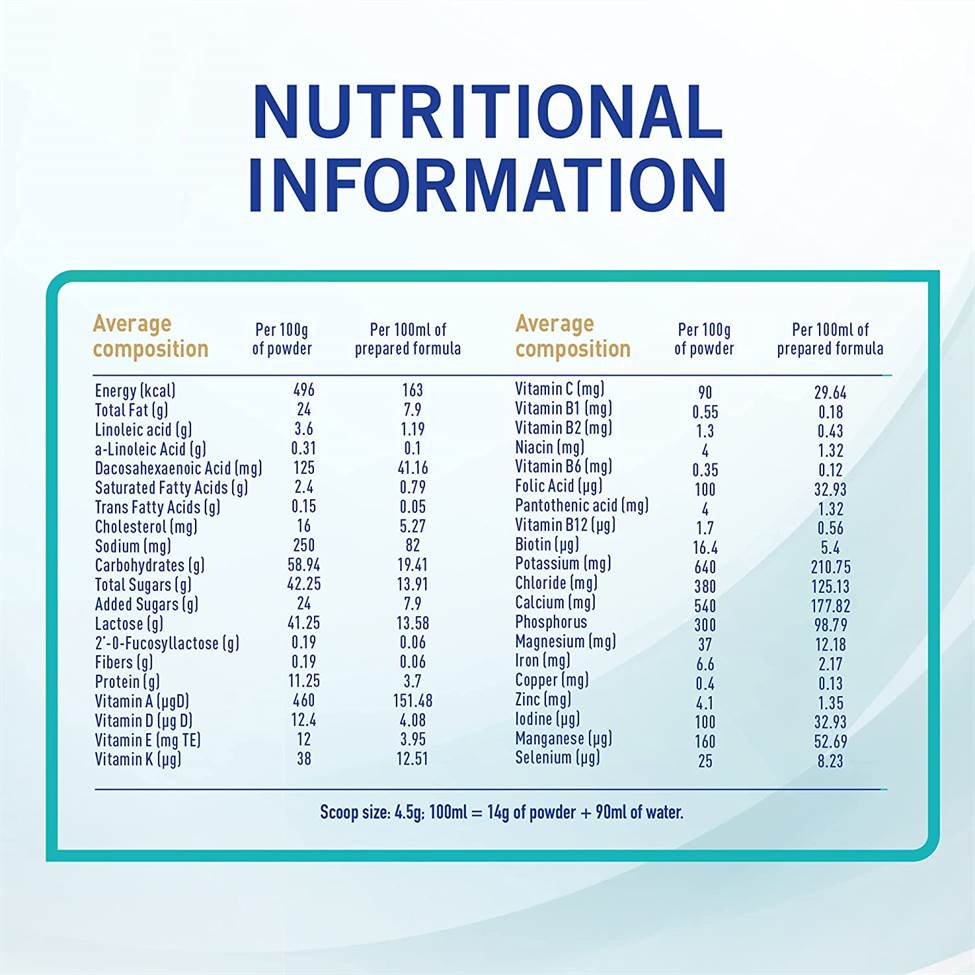 NUTRITIONAL
INFORMATION
Average composition Per 100g of powder Per 100ml of prepared formula
Energy (kcal) 496 163
Total Fat (g) 24 7.9
Linoleic acid (g) 3.6 1.19
a-Linoleic Acid (g) 0.31 0.1
Dacosahexaenoic Acid (mg) 125 41.16
Saturated Fatty Acids (g) 2.4 0.79
Trans Fatty Acids (g) 0.15 0.05
Cholesterol (mg) 16 5.27
Sodium (mg) 250 82
Carbohydrates (g) 58.94 19.41
Total Sugars (g) 42.25 13.91
Added Sugars (g) 24 7.9
Lactose (g) 41.25 13.58
2'-0-Fucosyllactose (g) 0.19 0.06
Fibers (g) 0.19 0.06
Protein (g) 11.25 3.7
Vitamin A (µgD) 460 151.48
Vitamin D (µg D) 12.4 4.08
Vitamin E (mg TE) 12 3.95
Vitamin K (µg) 38 12.51
Average composition Per 100g of powder Per 100ml of prepared formula
Vitamin C (mg) 90 29.64
Vitamin B1 (mg) 0.55 0.18
Vitamin B2 (mg) 1.3 0.43
Niacin (mg) 4 1.32
Vitamin B6 (mg) 0.35 0.12
Folic Acid (µg) 100 32.93
Pantothenic acid (mg) 4 1.32
Vitamin B12 (µg) 1.7 0.56
Biotin (µg) 16.4 5.4
Potassium (mg) 640 210.75
Chloride (mg) 380 125.13
Calcium (mg) 540 177.82
Phosphorus 300 98.79
Magnesium (mg) 37 12.18
Iron (mg) 6.6 2.17
Copper (mg) 0.4 0.13
Zinc (mg) 4.1 1.35
Iodine (µg) 100 32.93
Manganese (µg) 160 52.69
Selenium (µg) 25 8.23
Scoop size: 4.5g; 100ml = 14g of powder + 90ml of water.